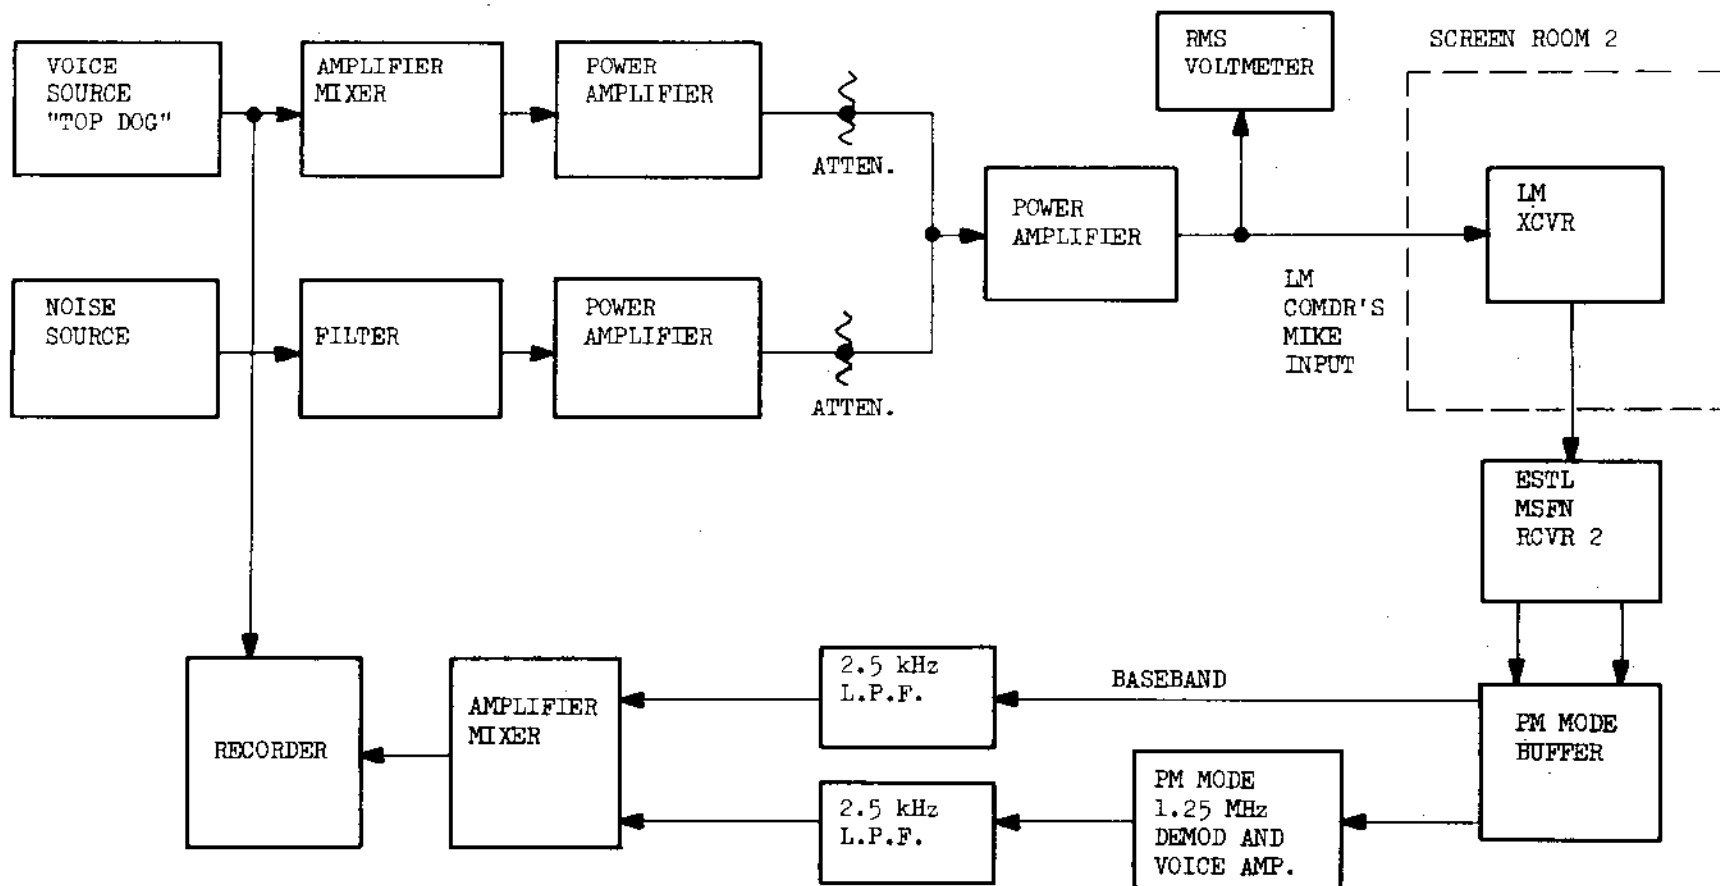 VOICE
SOURCE
"TOP DOG"
AMPLIFIER
MIXER
POWER
AMPLIFIER
ATTEN.
RMS
VOLTMETER
SCREEN ROOM 2
NOISE
SOURCE
FILTER
POWER
AMPLIFIER
ATTEN.
POWER
AMPLIFIER
LM
COMDR'S
MIKE
INPUT
LM
XCVR
ESTL
MSFN
RCVR 2
PM MODE
BUFFER
BASEBAND
2.5 kHz
L.P.F.
PM MODE
1.25 MHz
DEMOD AND
VOICE AMP.
2.5 kHz
L.P.F.
AMPLIFIER
MIXER
RECORDER